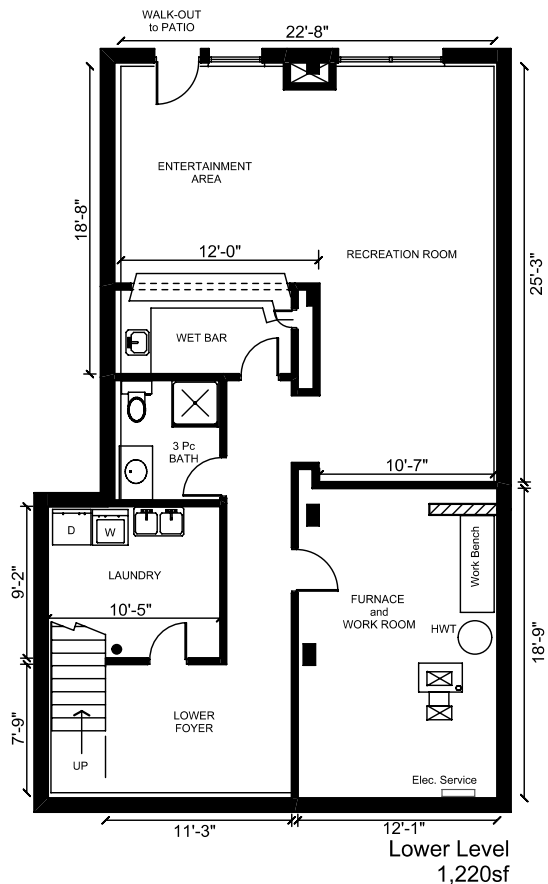 WALK-OUT
to PATIO
22'-8"
ENTERTAINMENT
AREA
18'-8"
12'-0"
RECREATION ROOM
25'-3"
WET BAR
3 Pc
BATH
10'-7"
D
W
LAUNDRY
9'-2"
10'-5"
Work Bench
FURNACE
and
WORK ROOM
HWT
18'-9"
LOWER
FOYER
7'-9"
UP
Elec. Service
11'-3"
12'-1"
Lower Level
1,220sf